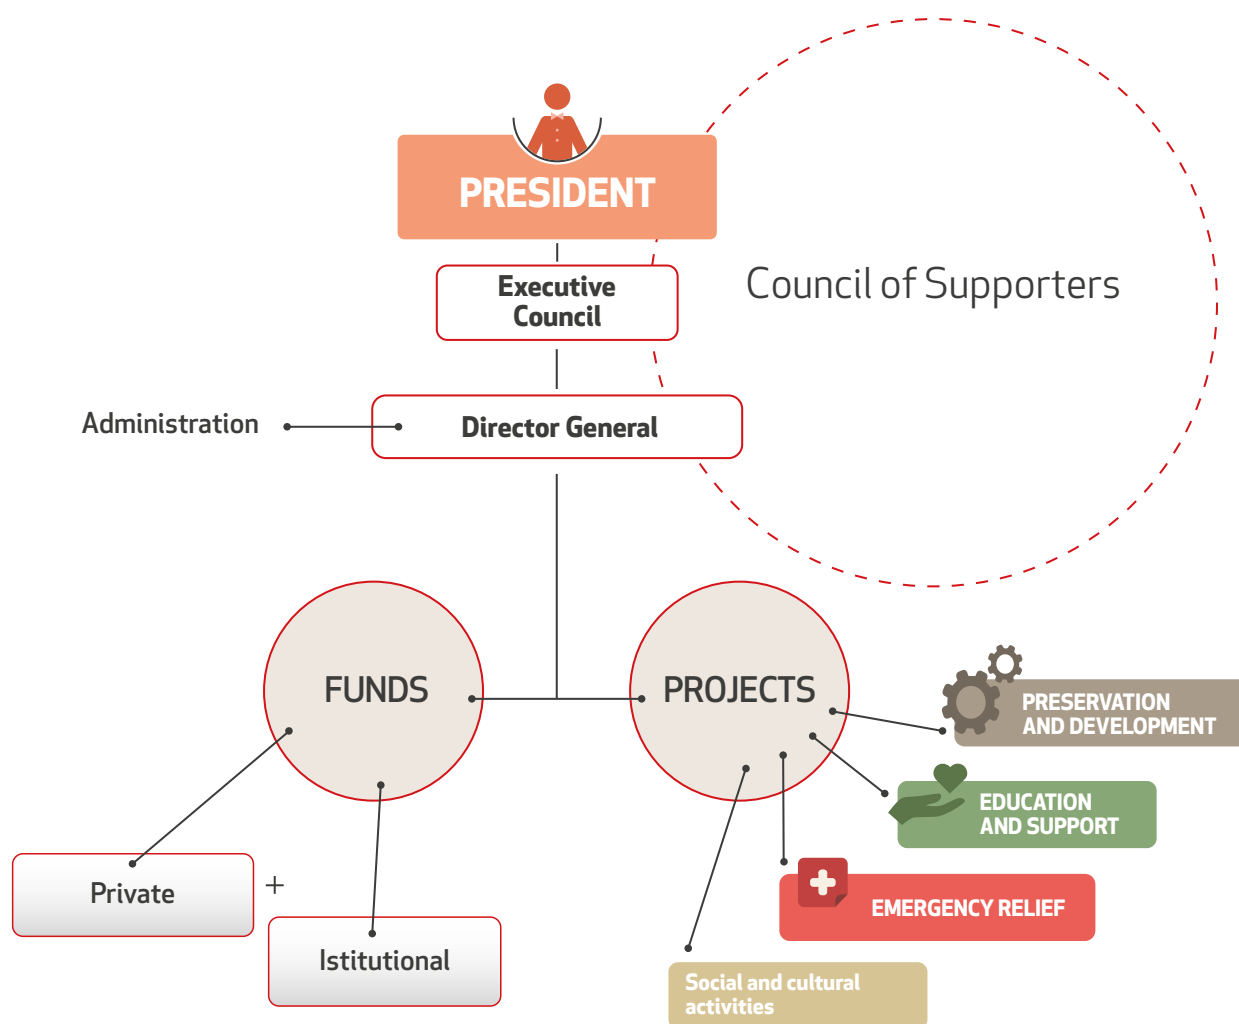 PRESIDENT
Council of Supporters
Executive
Council
Administration
Director General
FUNDS
PROJECTS
PRESERVATION
AND DEVELOPMENT
EDUCATION
AND SUPPORT
Private
+
EMERGENCY RELIEF
Istitutional
Social and cultural
activities